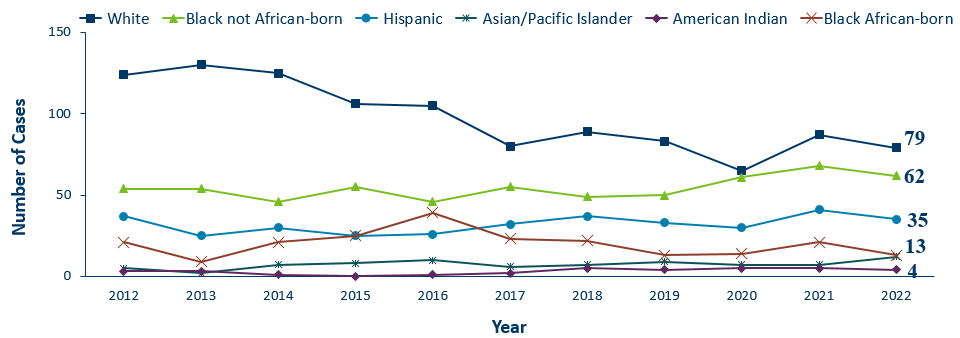 White Black not African-born Hispanic Asian/Pacific Islander American Indian Black African-born
150
100
50
0
79
62
35
13
4
Number of Cases
2012 2013 2014 2015 2016 2017 2018 2019 2020 2021 2022
Year